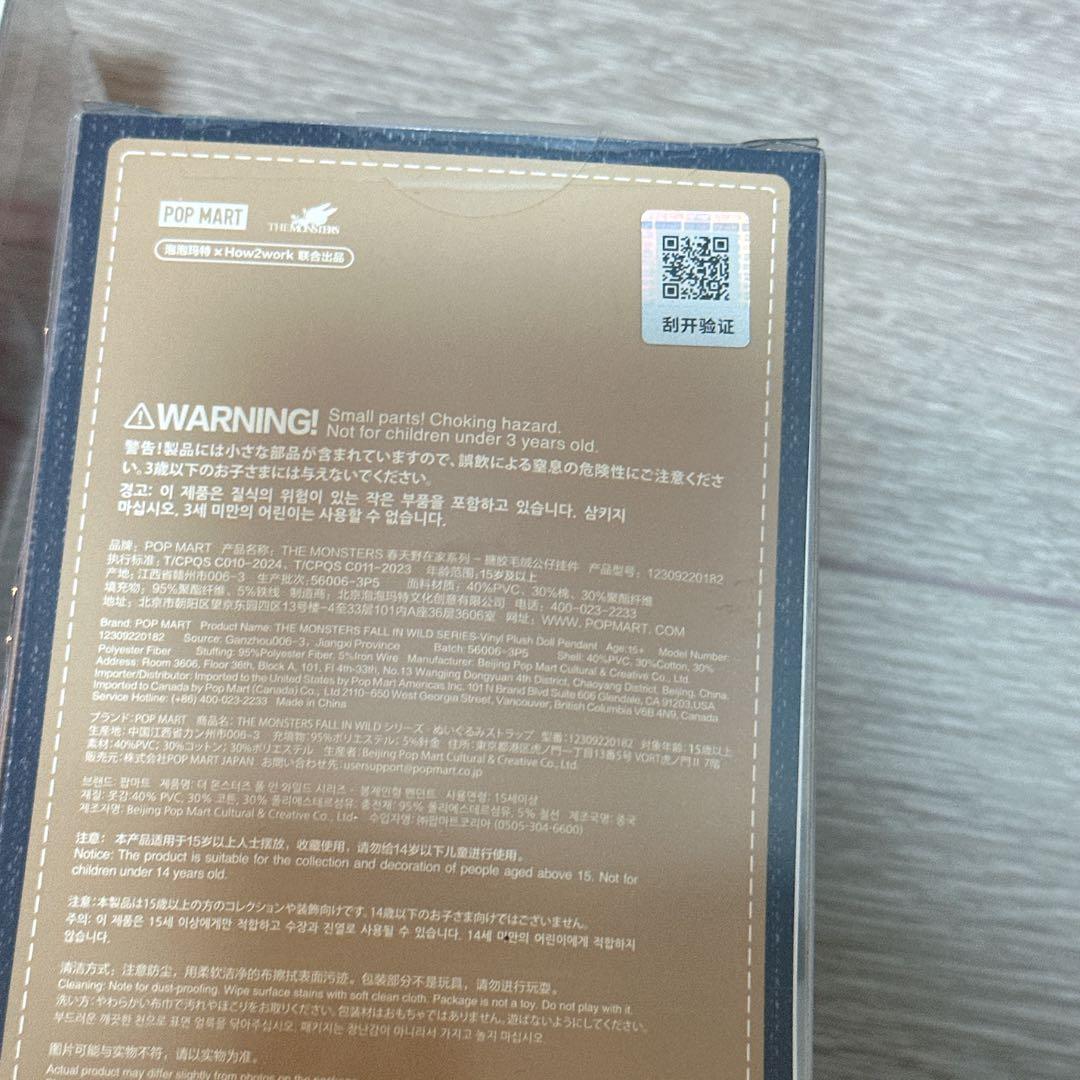 POP MART
THE MONSTERS
泡泡玛特 × How2work 联合出品
刮开验证
WARNING! Small parts! Choking hazard.
Not for children under 3 years old.
警告!製品には小さな部品が含まれていますので、誤飲による窒息の危険性にご注意くださ
い。3歳以下のお子さまには与えないでください。
경고: 이 제품은 질식의 위험이 있는 작은 부품을 포함하고 있습니다. 삼키지
마십시오. 3세 미만의 어린이는 사용할 수 없습니다.
品牌: POP MART 产品名称: THE MONSTERS 春天野在家系列 - 搪胶毛绒公仔挂件 产品型号: 12309220182
执行标准: T/CPQS C010-2024、T/CPQS C011-2023 年龄范围: 15岁及以上
产地: 江西省赣州市006-3 生产批次: 56006-3P5 面料材质: 40%PVC、30%棉、30%聚酯纤维
填充物: 95%聚酯纤维、5%铁线 制造商: 北京泡泡玛特文化创意有限公司 电话: 400-023-2233
地址: 北京市朝阳区望京东园四区13号楼-4至33层101内A座36层3606室 网址: WWW. POPMART. COM
Brand: POP MART Product Name: THE MONSTERS FALL IN WILD SERIES-Vinyl Plush Doll Pendant Age:15+ Model Number:
12309220182 Source: Ganzhou006-3, Jiangxi Province Batch: 56006-3P5 Shell: 40%PVC, 30%Cotton, 30%
Polyester Fiber Stuffing: 95%Polyester Fiber, 5%Iron Wire Manufacturer: Beijing Pop Mart Cultural & Creative Co., Ltd.
Address: Room 3606, Floor 36th, Block A, 101, Fl 4th-33th, No.13 Wangjing Dongyuan 4th District, Chaoyang District, Beijing, China.
Importer/Distributor: Imported to the United States by Pop Mart Americas Inc. 101 N Brand Blvd Suite 606 Glendale, CA 91203,USA
Imported to Canada by Pop Mart (Canada) Co., Ltd 2110-650 West Georgia Street, Vancouver, British Columbia V6B 4N9, Canada
Service Hotline: (+86) 400-023-2233 Made in China
ブランド:POP MART 商品名: THE MONSTERS FALL IN WILD シリーズ - ぬいぐるみストラップ 型番:12309220182 対象年齢: 15歳以上
生産地: 中国江西省カン州市006-3 充填物: 95%ポリエステル; 5%針金 住所:東京都港区虎ノ門一丁目13番5号 VORT虎ノ門Ⅱ 7階
素材:40%PVC; 30%コットン; 30%ポリエステル 生産者:Beijing Pop Mart Cultural & Creative Co., Ltd.
販売元:株式会社POP MART JAPAN お問い合わせ先:usersupport@popmart.co.jp
브랜드: 팝마트 제품명: 더 몬스터즈 폴 인 와일드 시리즈 - 봉제인형 펜던트 사용연령: 15세이상
재질: 옷감:40% PVC, 30% 코튼, 30% 폴리에스테르섬유, 충전재: 95% 폴리에스테르섬유, 5% 철선 제조국명: 중국
제조자명: Beijing Pop Mart Cultural & Creative Co., Ltd. 수입자명: ㈜팝마트코리아 (0505-304-6600)
注意: 本产品适用于15岁以上人士摆放,收藏使用,请勿给14岁以下儿童进行使用。
Notice: The product is suitable for the collection and decoration of people aged above 15. Not for
children under 14 years old.
注意:本製品は15歳以上の方のコレクションや装飾向けです。14歳以下のお子さま向けではございません。
주의: 이 제품은 15세 이상에게만 적합하고 수장과 진열로 사용될 수 있습니다. 14세 미만의 어린이에게 적합하지
않습니다.
清洁方式: 注意防尘,用柔软洁净的布擦拭表面污迹。包装部分不是玩具,请勿进行玩耍。
Cleaning: Note for dust-proofing. Wipe surface stains with soft clean cloth. Package is not a toy. Do not play with it.
洗い方:やわらかい布巾で汚れやほこりをお取りください。包装材はおもちゃではありません。遊ばないようにしてください。
부드러운 깨끗한 천으로 표면 얼룩을 닦아주십시오. 패키지는 장난감이 아니라서 가지고 놀지 마십시오
图片可能与实物不符,请以实物为准。
Actual product may differ slightly from photos on the